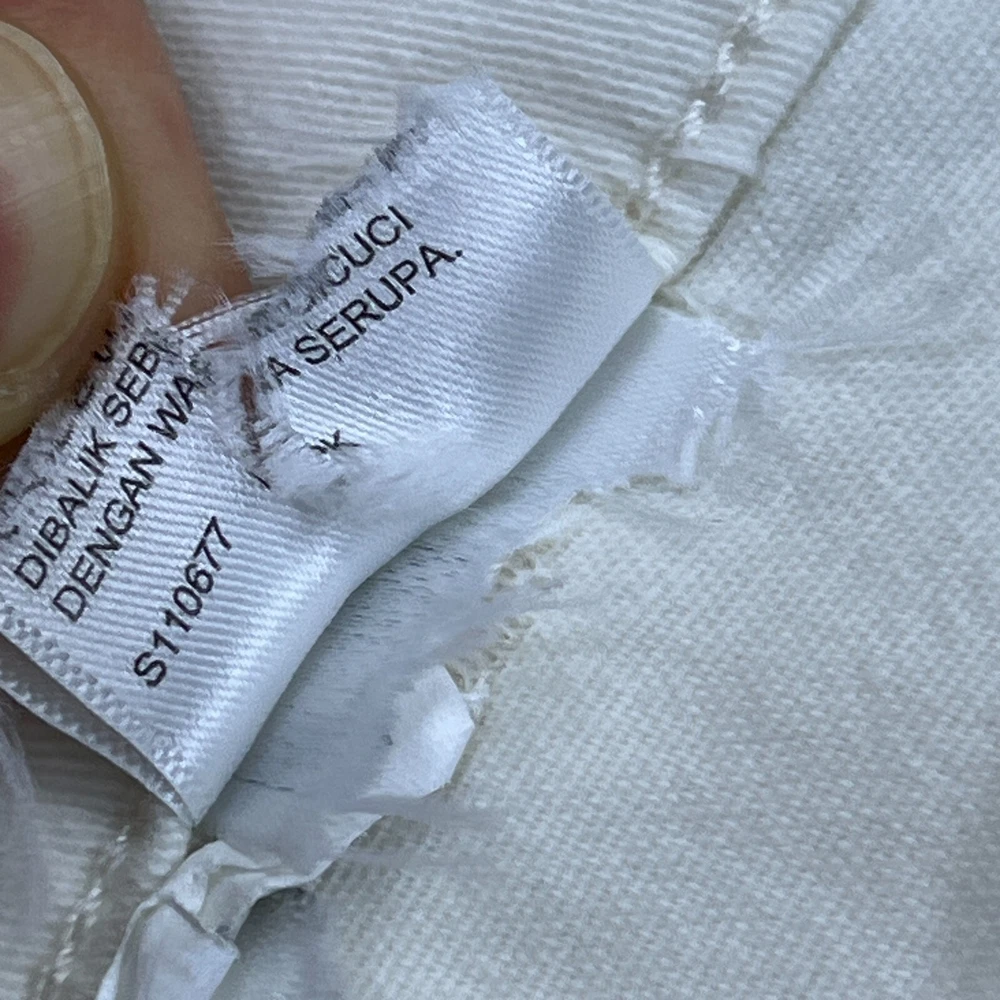 CUCI
DIBALIK SEB
DENGAN WA
A SERUPA.
S110677